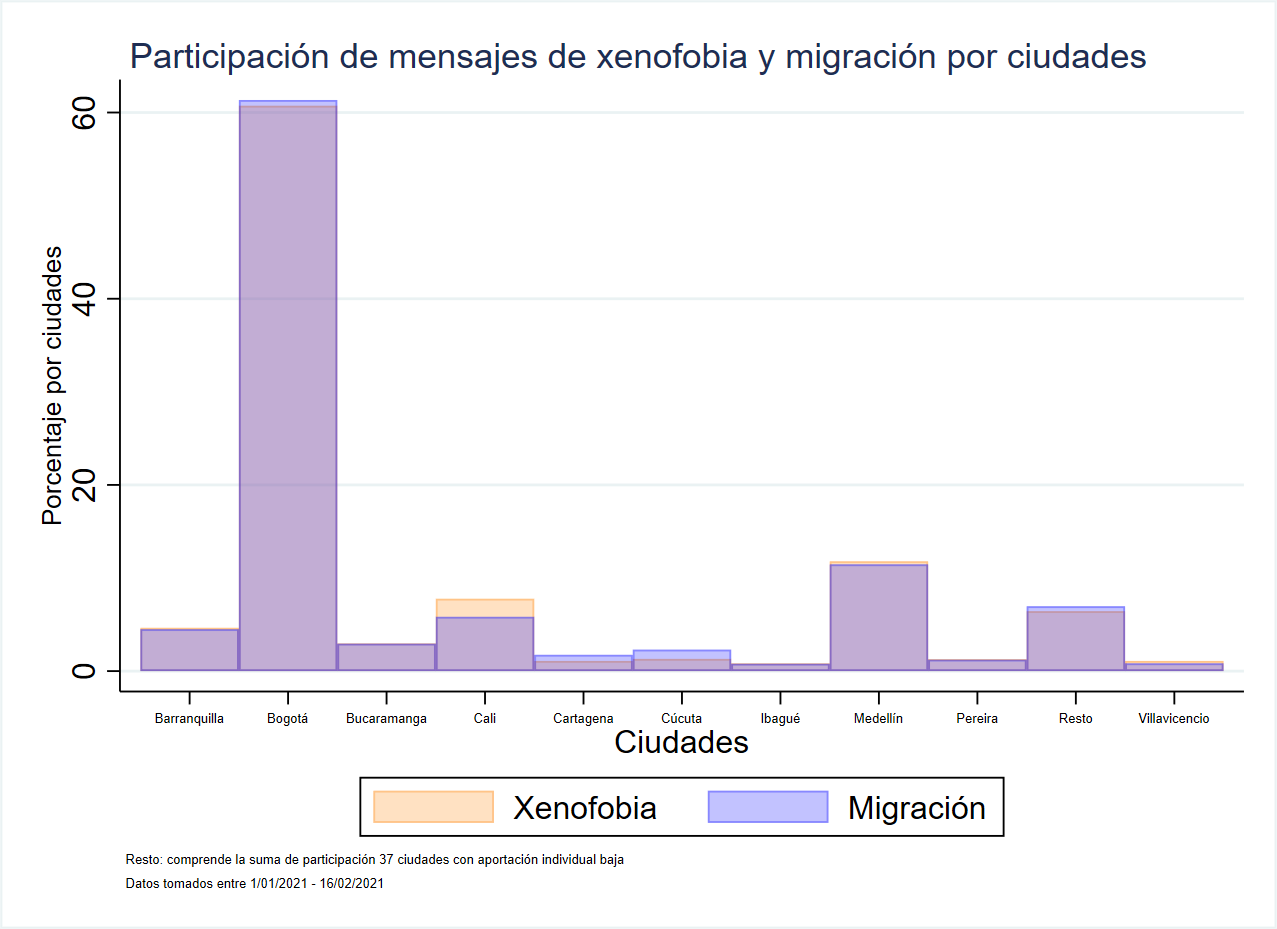 Participación de mensajes de xenofobia y migración por ciudades
Porcentaje por ciudades
60
40
20
0
Barranquilla Bogotá Bucaramanga Cali Cartagena Cúcuta Ibagué Medellín Pereira Resto Villavicencio
Ciudades
Xenofobia Migración
Resto: comprende la suma de participación 37 ciudades con aportación individual baja
Datos tomados entre 1/01/2021 - 16/02/2021